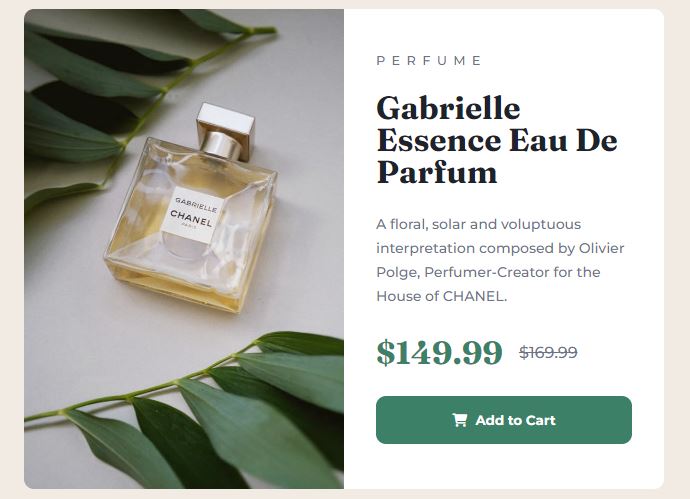 GABRIELLE
CHANEL
PARIS
PERFUME
Gabrielle
Essence Eau De
Parfum
A floral, solar and voluptuous
interpretation composed by Olivier
Polge, Perfumer-Creator for the
House of CHANEL.
$149.99 $169.99
Add to Cart